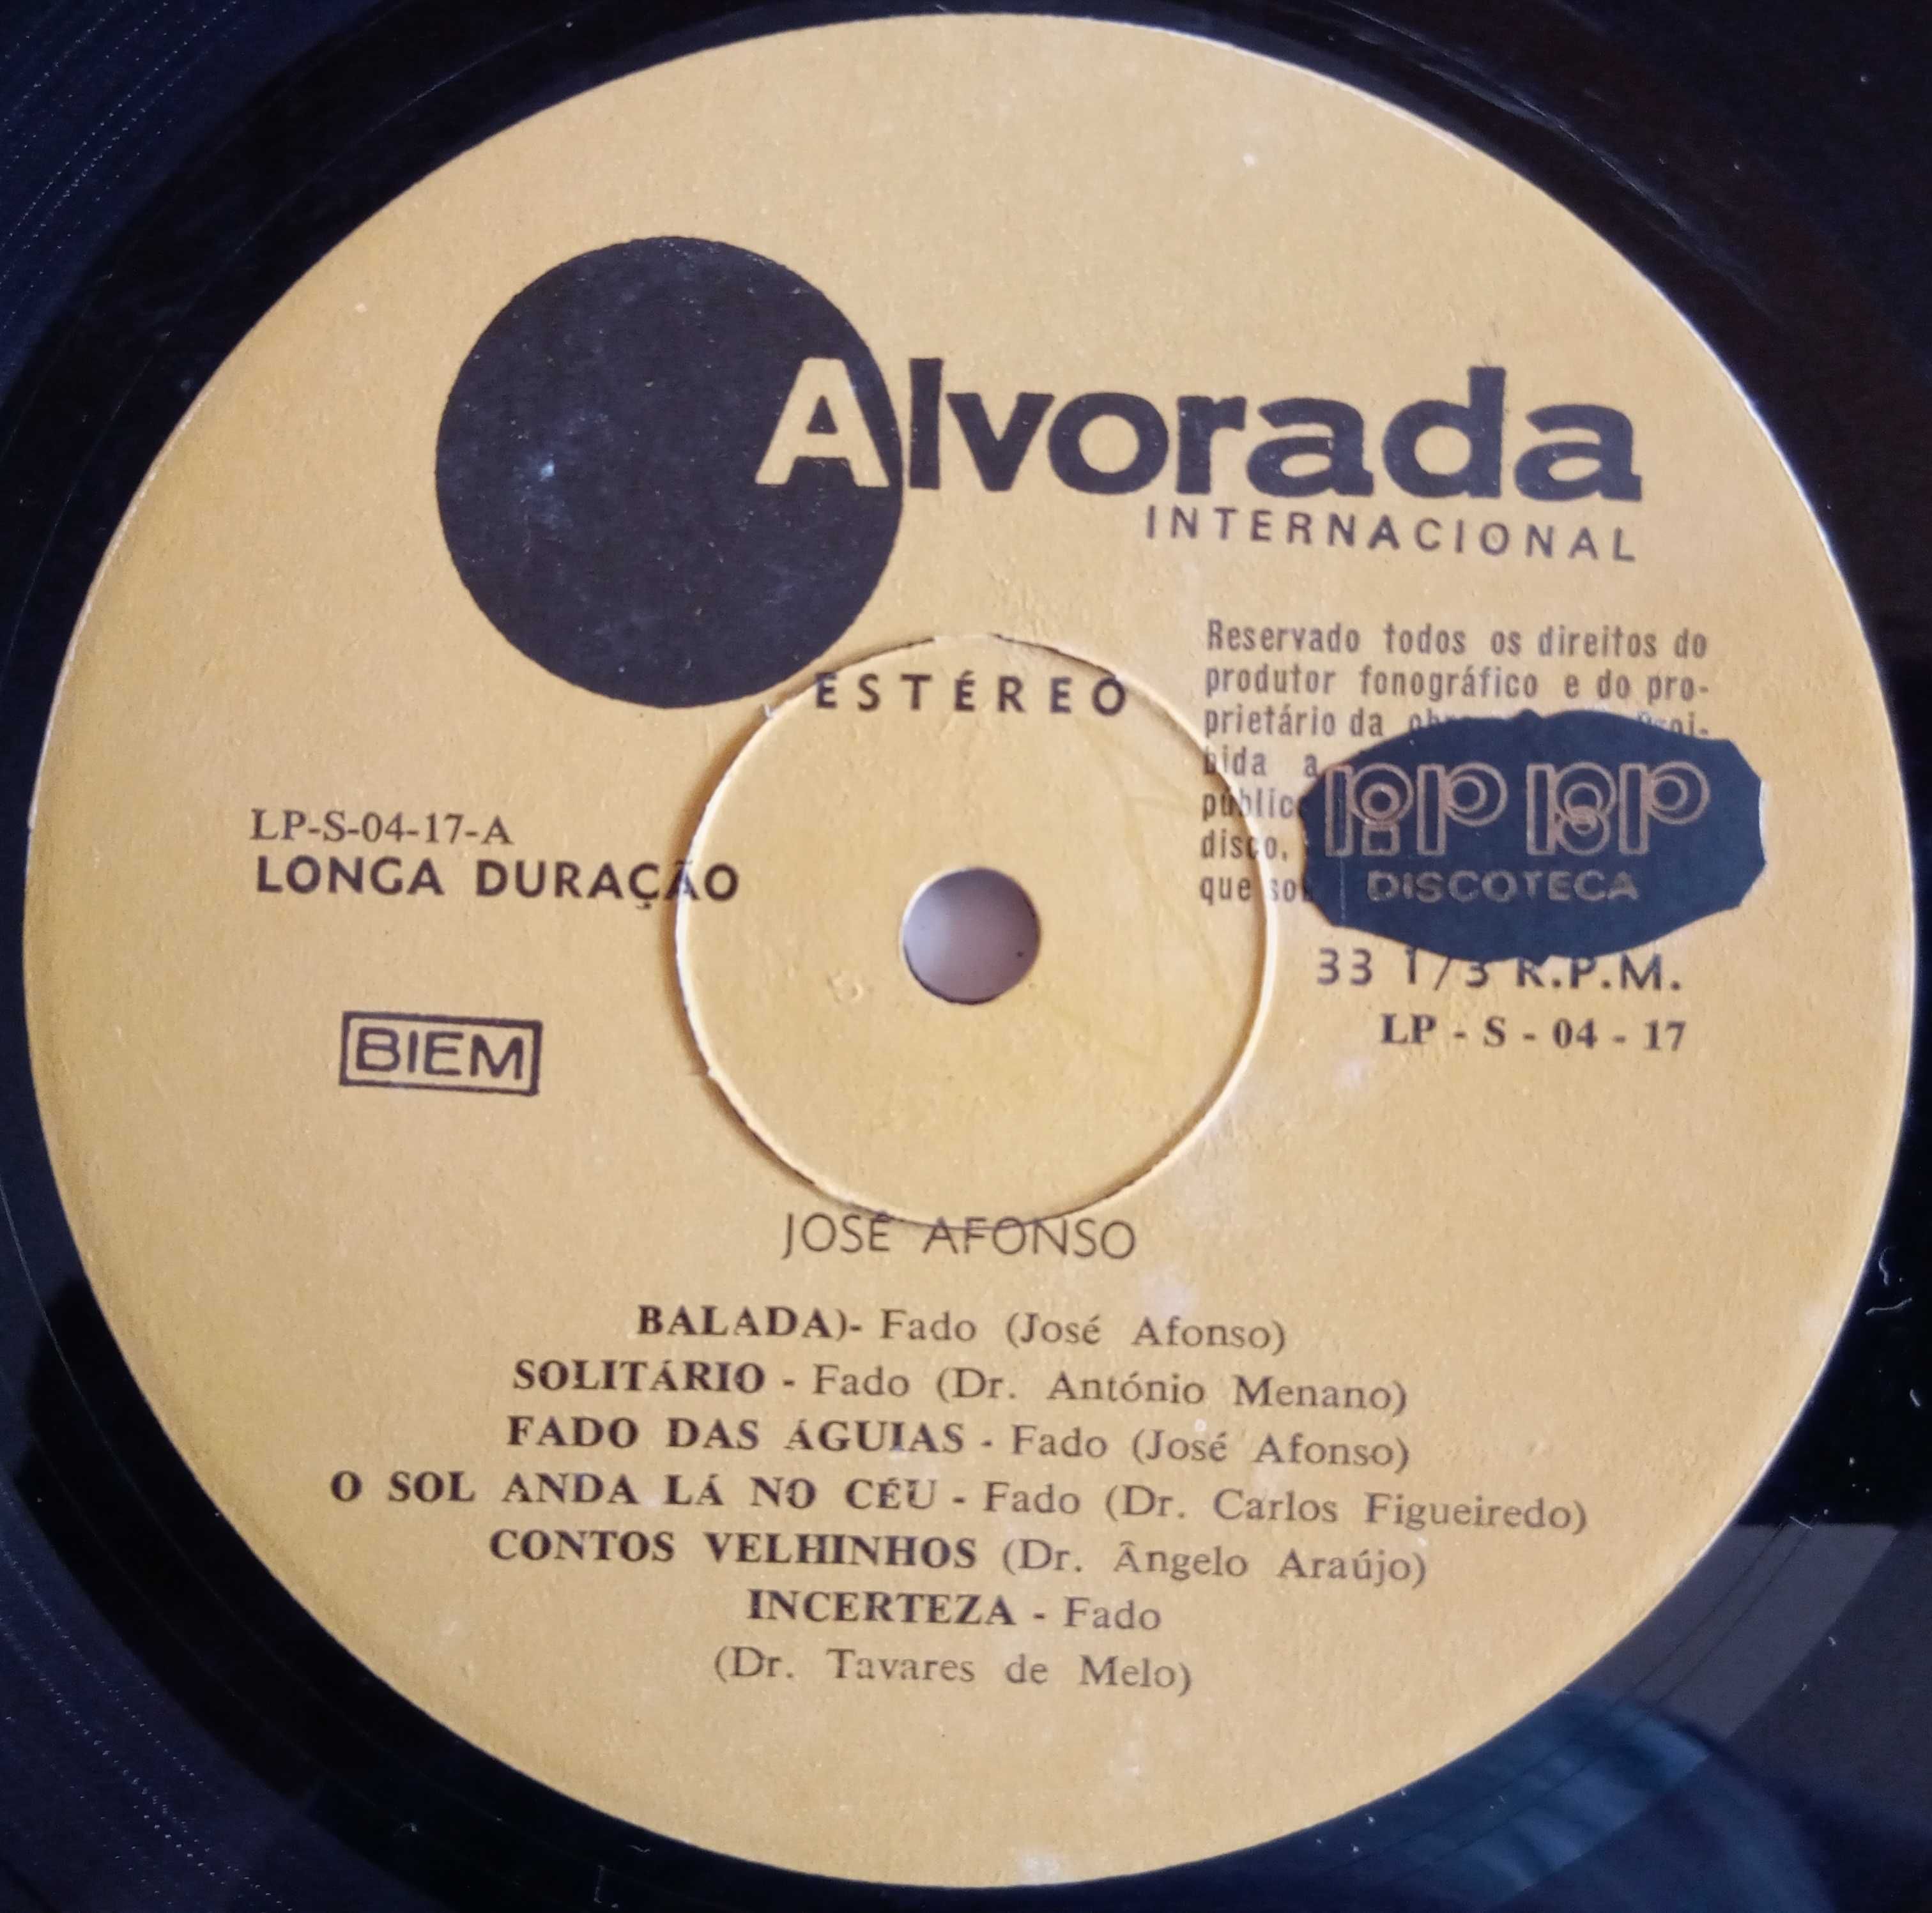 Alvorada
INTERNACIONAL
ESTÉREO
Reservado todos os direitos do
produtor fonográfico e do pro-
prietário da
bida a
disco.
que
DISCOTECA
LP-S-04-17-A
LONGA DURAÇÃO
33 1/3 R.P.M.
LP - S - 04 - 17
BIEM
JOSÉ AFONSO
BALADA)- Fado (José Afonso)
SOLITÁRIO - Fado (Dr. António Menano)
FADO DAS ÁGUIAS - Fado (José Afonso)
O SOL ANDA LÁ NO CÉU - Fado (Dr. Carlos Figueiredo)
CONTOS VELHINHOS (Dr. Ângelo Araújo)
INCERTEZA - Fado
(Dr. Tavares de Melo)